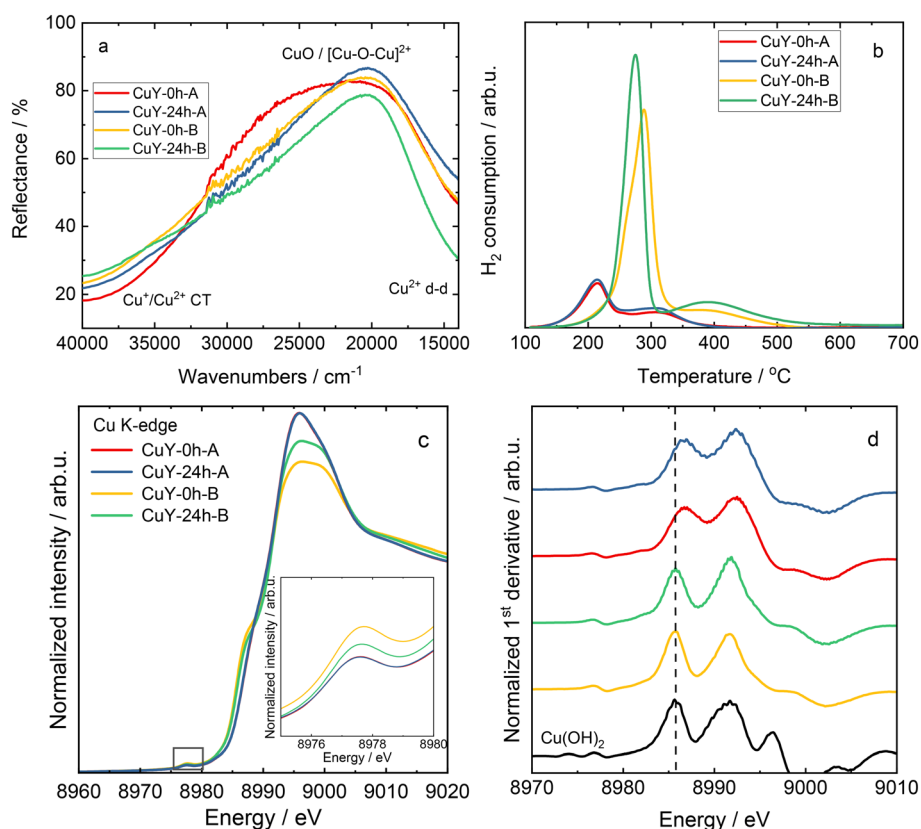 a
CuO / [Cu-O-Cu]2+
CuY-0h-A
CuY-24h-A
CuY-0h-B
CuY-24h-B
Cu+/Cu2+ CT
Cu2+ d-d
100
80
60
40
20
Reflectance / %
40000 35000 30000 25000 20000 15000
Wavenumbers / cm-1
b
CuY-0h-A
CuY-24h-A
CuY-0h-B
CuY-24h-B
H2 consumption / arb.u.
100 200 300 400 500 600 700
Temperature / oC
Cu K-edge
c
CuY-0h-A
CuY-24h-A
CuY-0h-B
CuY-24h-B
Normalized intensity / arb.u.
Normalized intensity / arb.u.
8976 8978 8980
Energy / eV
8960 8970 8980 8990 9000 9010 9020
Energy / eV
d
Cu(OH)2
Normalized 1st derivative / arb.u.
8970 8980 8990 9000 9010
Energy / eV